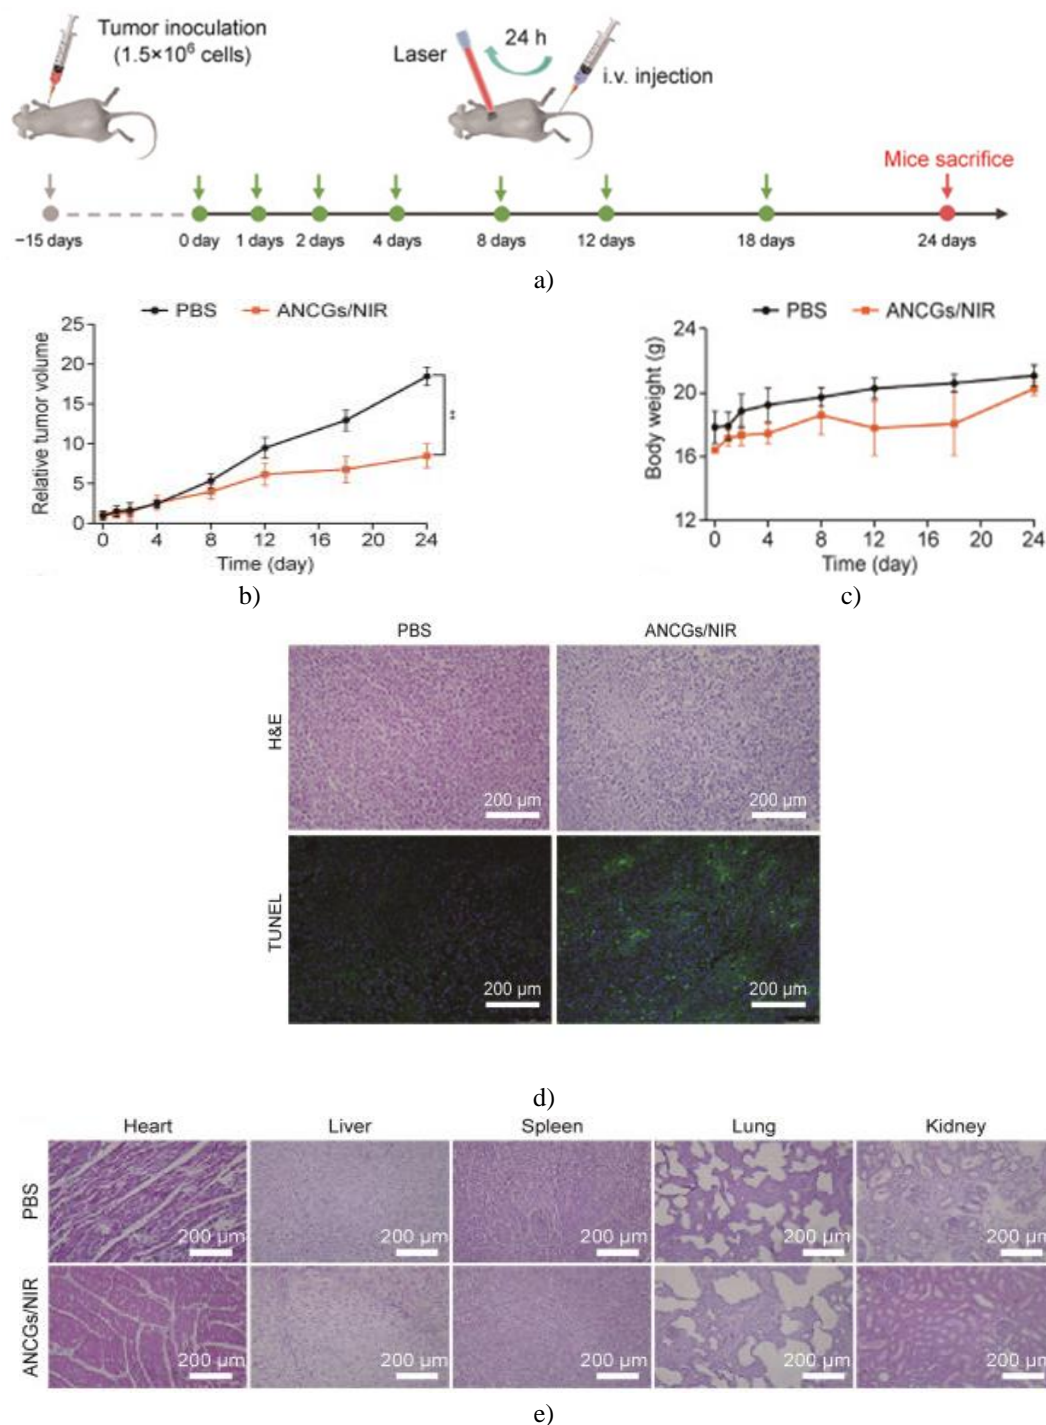 Tumor inoculation
(1.5×10⁶ cells)
Laser
24 h
i.v. injection
Mice sacrifice
−15 days
0 day
1 days
2 days
4 days
8 days
12 days
18 days
24 days
a)
PBS
ANCGs/NIR
Relative tumor volume
25
20
15
10
5
0
**
0 4 8 12 16 20 24
Time (day)
b)
PBS
ANCGs/NIR
Body weight (g)
24
20
16
12
0 4 8 12 16 20 24
Time (day)
c)
PBS
ANCGs/NIR
H&E
200 µm
200 µm
TUNEL
200 µm
200 µm
d)
Heart
Liver
Spleen
Lung
Kidney
PBS
200 µm
200 µm
200 µm
200 µm
200 µm
ANCGs/NIR
200 µm
200 µm
200 µm
200 µm
200 µm
e)